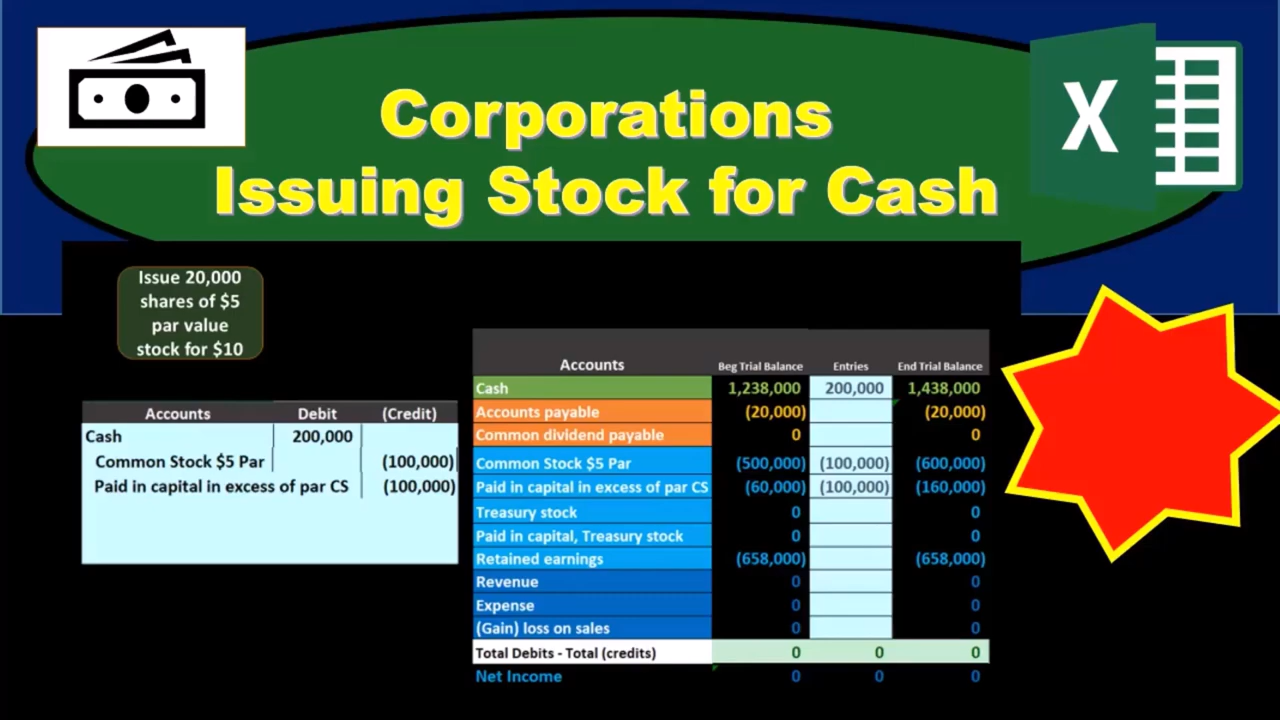 Corporations
Issuing Stock for Cash
X
Issue 20,000
shares of $5
par value
stock for $10
Accounts Debit (Credit)
Cash 200,000
Common Stock $5 Par (100,000)
Paid in capital in excess of par CS (100,000)
Accounts Beg Trial Balance Entries End Trial Balance
Cash 1,238,000 200,000 1,438,000
Accounts payable (20,000) (20,000)
Common dividend payable 0 0
Common Stock $5 Par (500,000) (100,000) (600,000)
Paid in capital in excess of par CS (60,000) (100,000) (160,000)
Treasury stock 0 0
Paid in capital, Treasury stock 0 0
Retained earnings (658,000) (658,000)
Revenue 0 0
Expense 0 0
(Gain) loss on sales 0 0
Total Debits - Total (credits) 0 0 0
Net Income 0 0 0